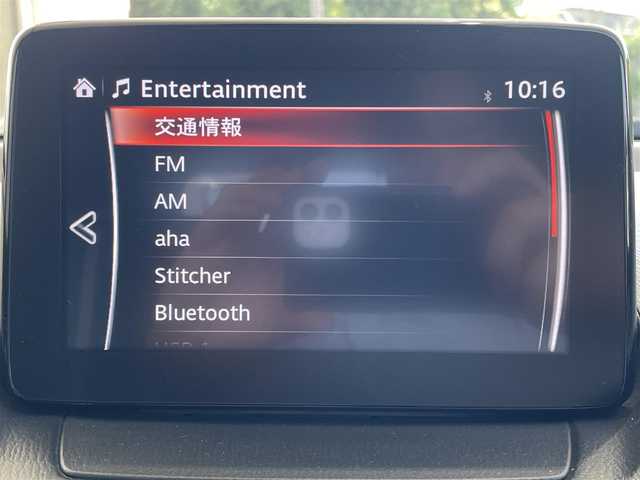 Entertainment 10:16
交通情報
FM
AM
aha
Stitcher
Bluetooth